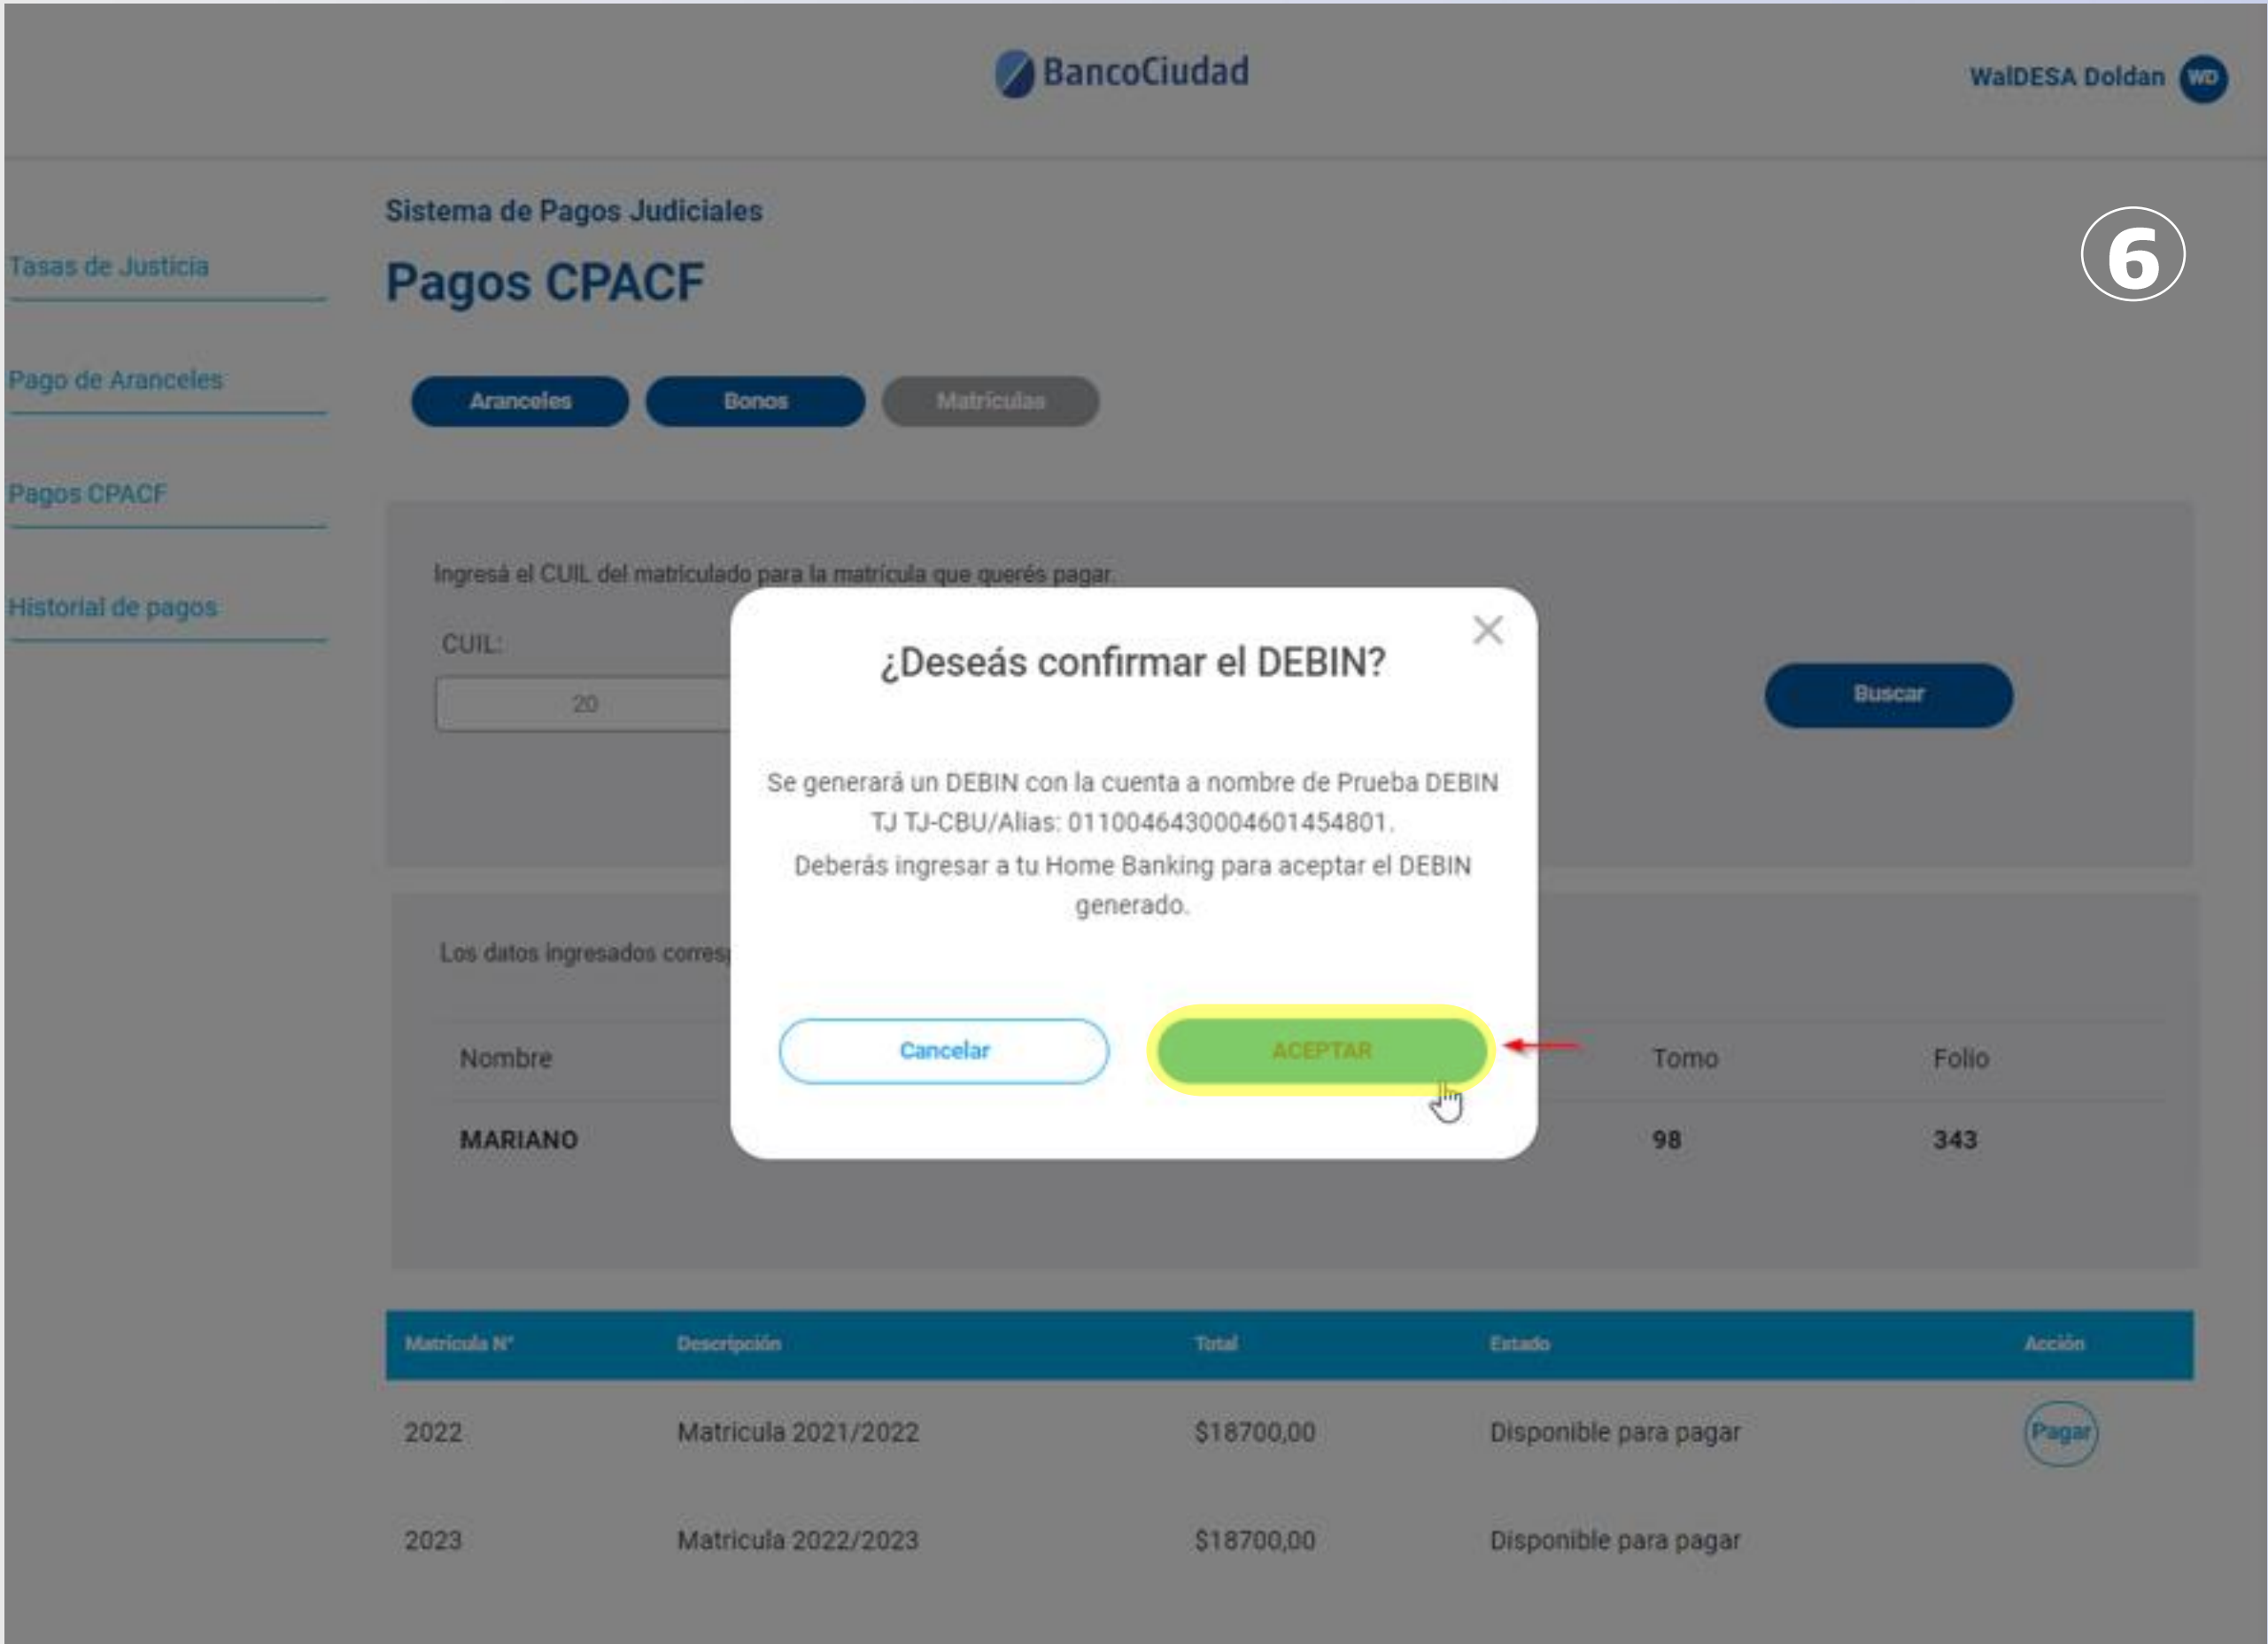 BancoCiudad
WalDESA Doldan WD
Sistema de Pagos Judiciales
6
Tasas de Justicia
Pagos CPACF
Pago de Aranceles
Aranceles Bonos Matrículas
Pagos CPACF
Ingresá el CUIL del matriculado para la matrícula que querés pagar.
Historial de pagos
CUIL:
20
Buscar
¿Deseás confirmar el DEBIN?
Se generará un DEBIN con la cuenta a nombre de Prueba DEBIN
TJ TJ-CBU/Alias: 0110046430004601454801.
Deberás ingresar a tu Home Banking para aceptar el DEBIN
generado.
Cancelar ACEPTAR
Los datos ingresados
Nombre Tomo Folio
MARIANO 98 343
Matrícula N° Descripción Total Estado Acción
2022 Matricula 2021/2022 $18700,00 Disponible para pagar Pagar
2023 Matricula 2022/2023 $18700,00 Disponible para pagar